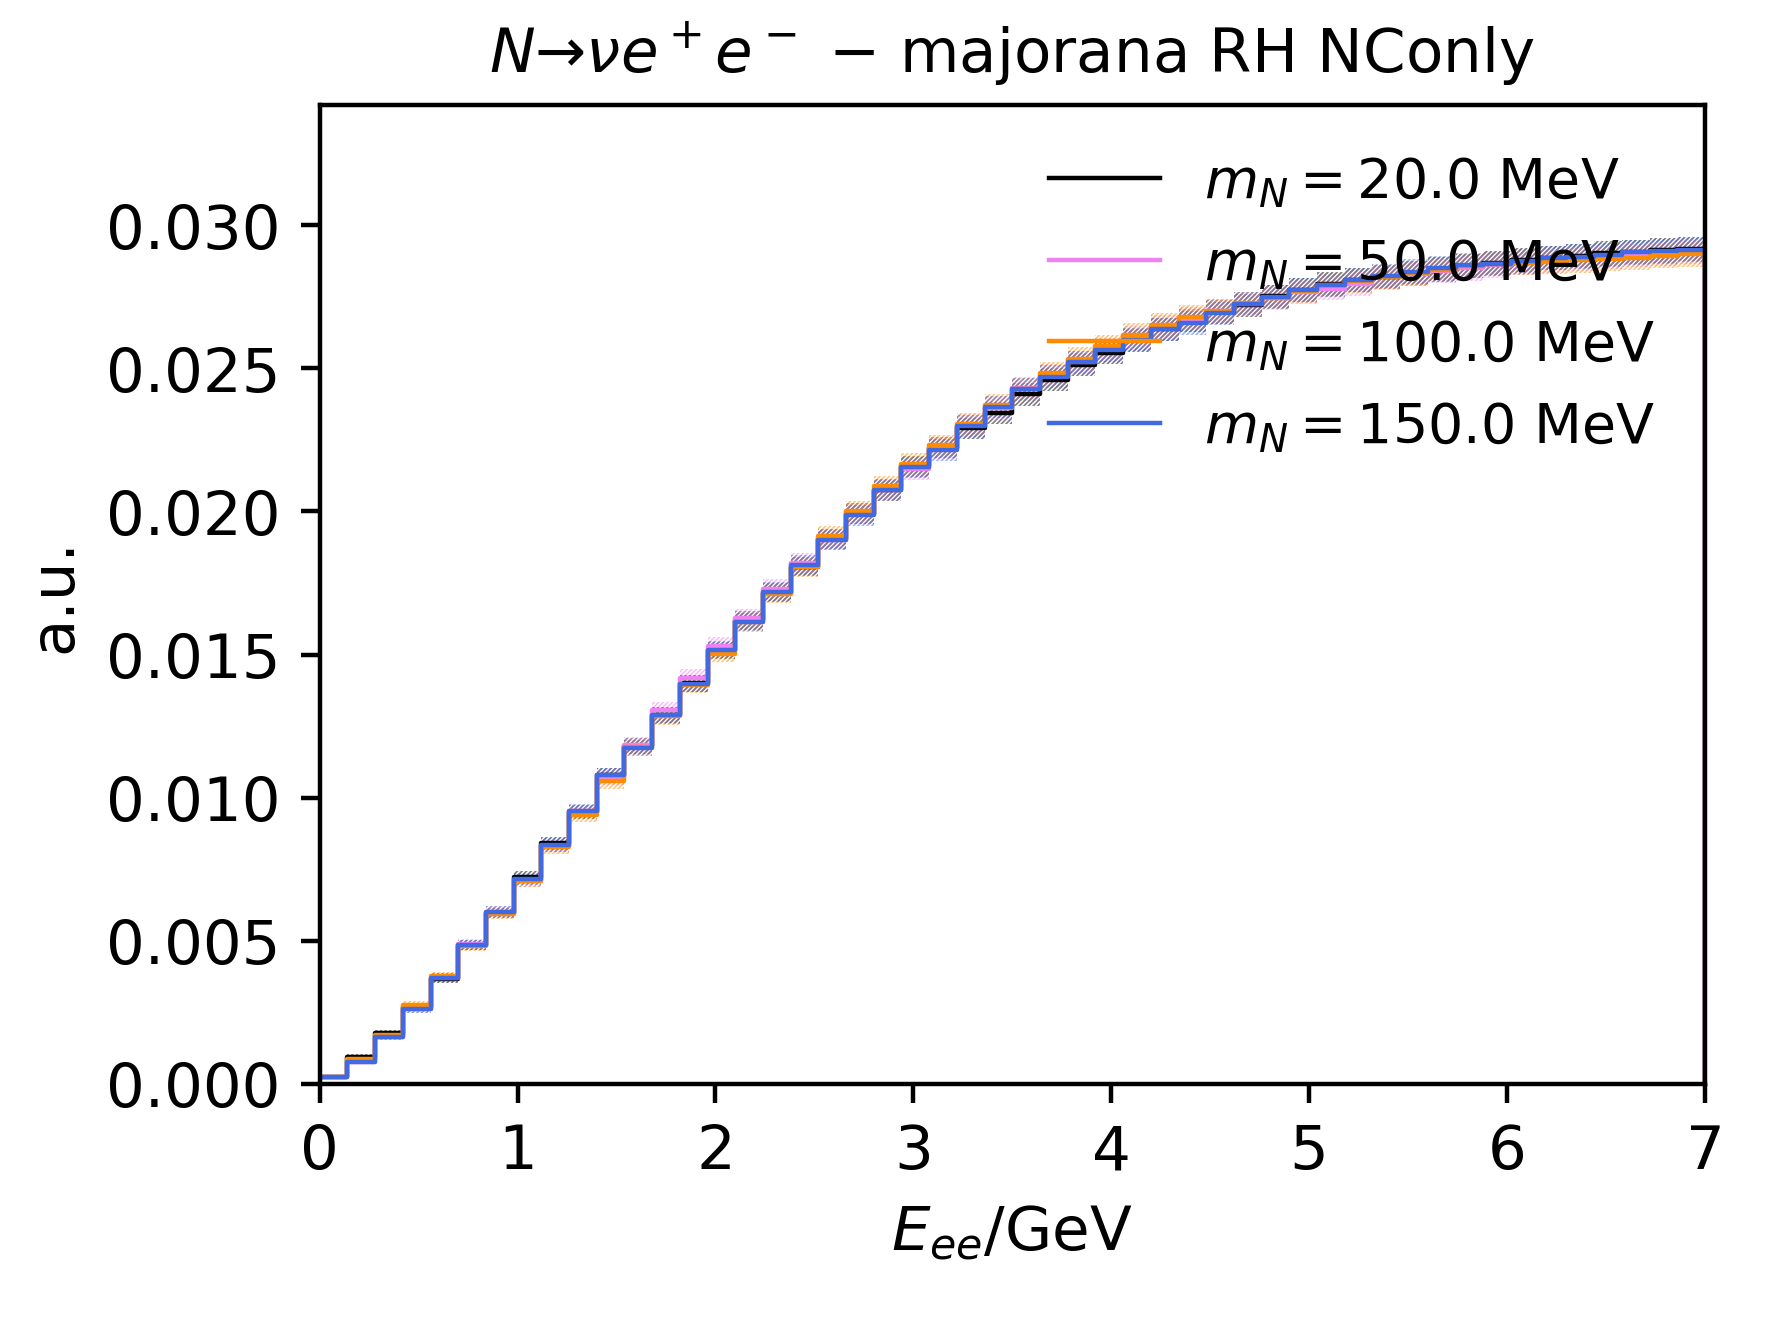 N→νe⁺e⁻ − majorana RH NConly
m_N = 20.0 MeV
m_N = 50.0 MeV
m_N = 100.0 MeV
m_N = 150.0 MeV
0.030
0.025
0.020
0.015
0.010
0.005
0.000
a.u.
0 1 2 3 4 5 6 7
E_ee/GeV